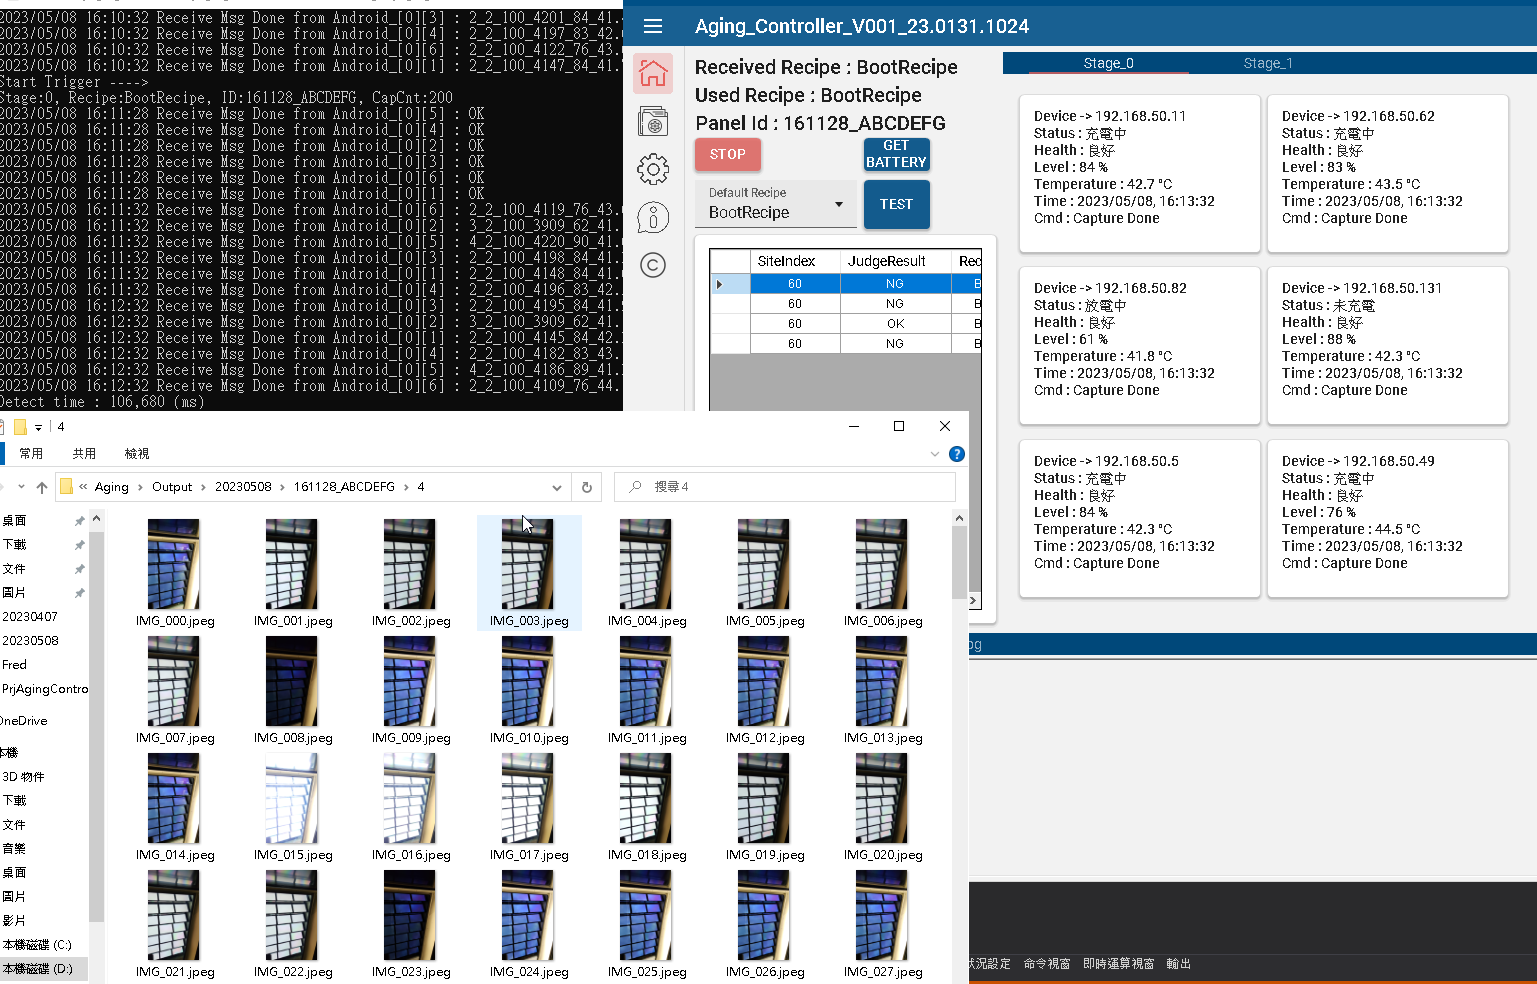 2023/05/08 16:10:32 Receive Msg Done from Android_[0][3] : 2_2_100_4201_84_41.
2023/05/08 16:10:32 Receive Msg Done from Android_[0][4] : 2_2_100_4197_83_42.
2023/05/08 16:10:32 Receive Msg Done from Android_[0][6] : 2_2_100_4122_76_43.
2023/05/08 16:10:32 Receive Msg Done from Android_[0][1] : 2_2_100_4147_84_41.
Start Trigger ---->
Stage:0, Recipe:BootRecipe, ID:161128_ABCDEFG, CapCnt:200
2023/05/08 16:11:28 Receive Msg Done from Android_[0][5] : OK
2023/05/08 16:11:28 Receive Msg Done from Android_[0][4] : OK
2023/05/08 16:11:28 Receive Msg Done from Android_[0][2] : OK
2023/05/08 16:11:28 Receive Msg Done from Android_[0][3] : OK
2023/05/08 16:11:28 Receive Msg Done from Android_[0][6] : OK
2023/05/08 16:11:28 Receive Msg Done from Android_[0][1] : OK
2023/05/08 16:11:32 Receive Msg Done from Android_[0][6] : 2_2_100_4119_76_43.
2023/05/08 16:11:32 Receive Msg Done from Android_[0][2] : 3_2_100_3909_62_41.
2023/05/08 16:11:32 Receive Msg Done from Android_[0][5] : 4_2_100_4220_90_41.
2023/05/08 16:11:32 Receive Msg Done from Android_[0][3] : 2_2_100_4198_84_41.
2023/05/08 16:11:32 Receive Msg Done from Android_[0][1] : 2_2_100_4148_84_41.
2023/05/08 16:11:32 Receive Msg Done from Android_[0][4] : 2_2_100_4196_83_42.
2023/05/08 16:12:32 Receive Msg Done from Android_[0][3] : 2_2_100_4195_84_41.
2023/05/08 16:12:32 Receive Msg Done from Android_[0][2] : 3_2_100_3909_62_41.
2023/05/08 16:12:32 Receive Msg Done from Android_[0][1] : 2_2_100_4145_84_42.
2023/05/08 16:12:32 Receive Msg Done from Android_[0][4] : 2_2_100_4182_83_43.
2023/05/08 16:12:32 Receive Msg Done from Android_[0][5] : 4_2_100_4186_89_41.
2023/05/08 16:12:32 Receive Msg Done from Android_[0][6] : 2_2_100_4109_76_44.
Detect time : 106,680 (ms)
Aging_Controller_V001_23.0131.1024
Received Recipe : BootRecipe
Used Recipe : BootRecipe
Panel Id : 161128_ABCDEFG
STOP
GET BATTERY
Default Recipe
BootRecipe
TEST
SiteIndex JudgeResult Rec
60 NG B
60 NG B
60 OK B
60 NG B
Stage_0 Stage_1
Device -> 192.168.50.11
Status : 充電中
Health : 良好
Level : 84 %
Temperature : 42.7 °C
Time : 2023/05/08, 16:13:32
Cmd : Capture Done
Device -> 192.168.50.62
Status : 充電中
Health : 良好
Level : 83 %
Temperature : 43.5 °C
Time : 2023/05/08, 16:13:32
Cmd : Capture Done
Device -> 192.168.50.82
Status : 放電中
Health : 良好
Level : 61 %
Temperature : 41.8 °C
Time : 2023/05/08, 16:13:32
Cmd : Capture Done
Device -> 192.168.50.131
Status : 未充電
Health : 良好
Level : 88 %
Temperature : 42.3 °C
Time : 2023/05/08, 16:13:32
Cmd : Capture Done
Device -> 192.168.50.5
Status : 充電中
Health : 良好
Level : 84 %
Temperature : 42.3 °C
Time : 2023/05/08, 16:13:32
Cmd : Capture Done
Device -> 192.168.50.49
Status : 充電中
Health : 良好
Level : 76 %
Temperature : 44.5 °C
Time : 2023/05/08, 16:13:32
Cmd : Capture Done
4
常用 共用 檢視
« Aging › Output › 20230508 › 161128_ABCDEFG › 4
搜尋 4
桌面
下載
文件
圖片
20230407
20230508
Fred
PrjAgingContro
OneDrive
本機
3D 物件
下載
文件
音樂
桌面
圖片
影片
本機磁碟 (C:)
本機磁碟 (D:)
IMG_000.jpeg IMG_001.jpeg IMG_002.jpeg IMG_003.jpeg IMG_004.jpeg IMG_005.jpeg IMG_006.jpeg
IMG_007.jpeg IMG_008.jpeg IMG_009.jpeg IMG_010.jpeg IMG_011.jpeg IMG_012.jpeg IMG_013.jpeg
IMG_014.jpeg IMG_015.jpeg IMG_016.jpeg IMG_017.jpeg IMG_018.jpeg IMG_019.jpeg IMG_020.jpeg
IMG_021.jpeg IMG_022.jpeg IMG_023.jpeg IMG_024.jpeg IMG_025.jpeg IMG_026.jpeg IMG_027.jpeg
og
狀況設定 命令視窗 即時運算視窗 輸出